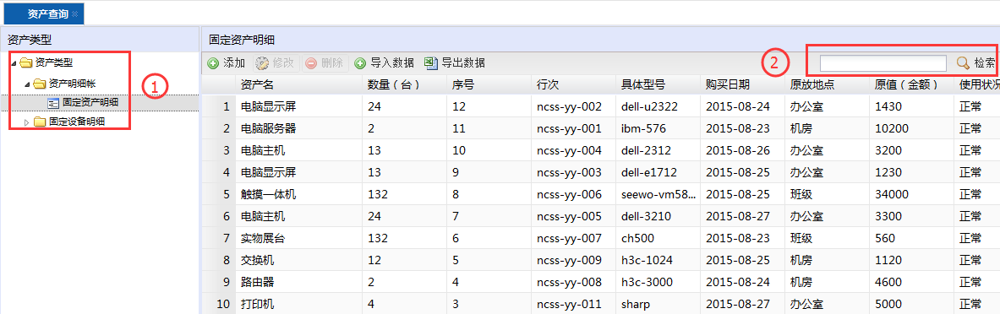 资产查询
资产类型 固定资产明细
资产类型 添加 修改 删除 导入数据 导出数据 ② 检索
资产明细帐 ①
固定资产明细
固定设备明细
资产名 数量（台） 序号 行次 具体型号 购买日期 原放地点 原值（金额） 使用状况
1 电脑显示屏 24 12 ncss-yy-002 dell-u2322 2015-08-24 办公室 1430 正常
2 电脑服务器 2 11 ncss-yy-001 ibm-576 2015-08-23 机房 10200 正常
3 电脑主机 13 10 ncss-yy-004 dell-2312 2015-08-26 办公室 3200 正常
4 电脑显示屏 13 9 ncss-yy-003 dell-e1712 2015-08-25 办公室 1230 正常
5 触摸一体机 132 8 ncss-yy-006 seewo-vm58... 2015-08-25 班级 34000 正常
6 电脑主机 24 7 ncss-yy-005 dell-3210 2015-08-27 办公室 3300 正常
7 实物展台 132 6 ncss-yy-007 ch500 2015-08-23 班级 560 正常
8 交换机 12 5 ncss-yy-009 h3c-1024 2015-08-25 机房 1120 正常
9 路由器 2 4 ncss-yy-008 h3c-3000 2015-08-24 机房 4600 正常
10 打印机 4 3 ncss-yy-011 sharp 2015-08-27 办公室 5000 正常